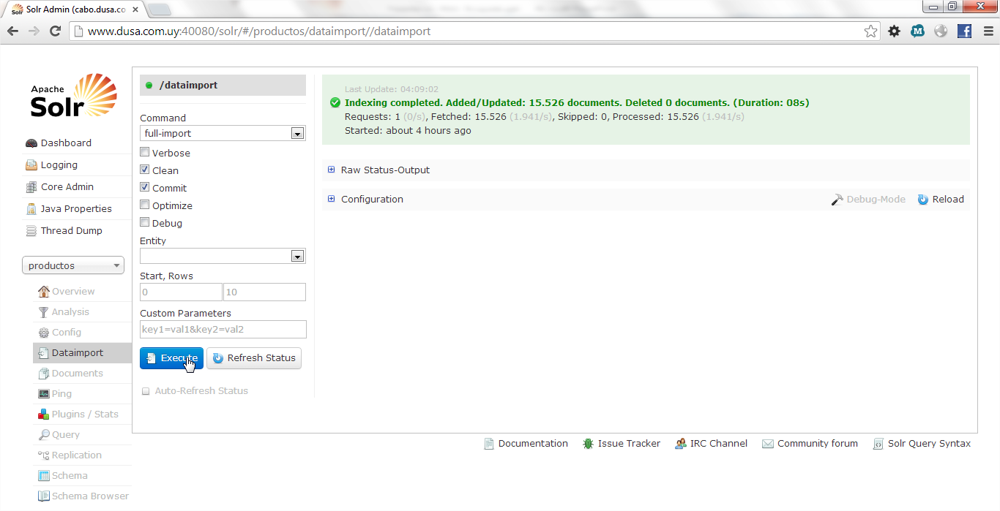 Solr Admin (cabo.dusa.co
www.dusa.com.uy:40080/solr/#/productos/dataimport//dataimport
Apache
Solr
Dashboard
Logging
Core Admin
Java Properties
Thread Dump
productos
Overview
Analysis
Config
Dataimport
Documents
Ping
Plugins / Stats
Query
Replication
Schema
Schema Browser
/dataimport
Command
full-import
Verbose
Clean
Commit
Optimize
Debug
Entity
Start, Rows
0 10
Custom Parameters
key1=val1&key2=val2
Execute Refresh Status
Auto-Refresh Status
Last Update: 04:09:02
Indexing completed. Added/Updated: 15.526 documents. Deleted 0 documents. (Duration: 08s)
Requests: 1 (0/s), Fetched: 15.526 (1.941/s), Skipped: 0, Processed: 15.526 (1.941/s)
Started: about 4 hours ago
Raw Status-Output
Configuration Debug-Mode Reload
Documentation Issue Tracker IRC Channel Community forum Solr Query Syntax